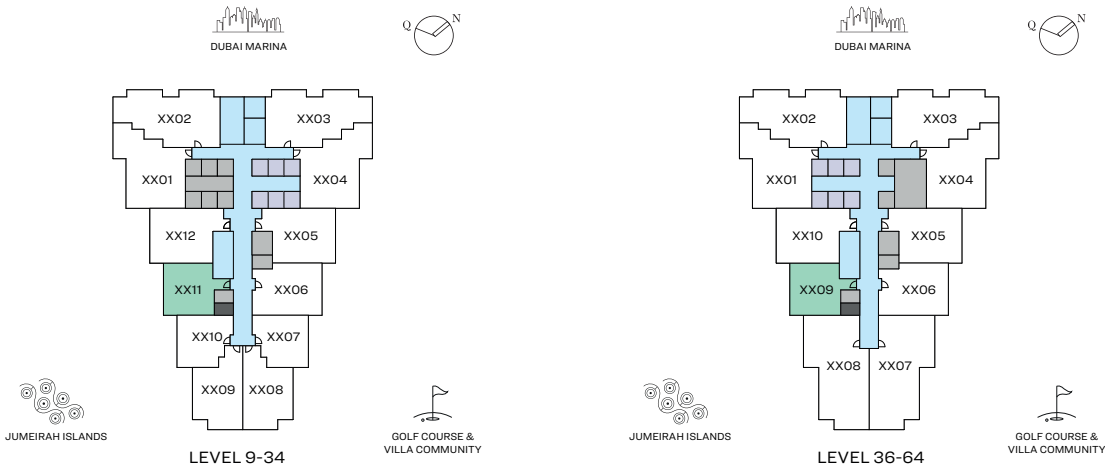 DUBAI MARINA
Q N
XX02 XX03
XX01 XX04
XX12 XX05
XX11 XX06
XX10 XX07
XX09 XX08
JUMEIRAH ISLANDS
GOLF COURSE &
VILLA COMMUNITY
LEVEL 9-34
DUBAI MARINA
Q N
XX02 XX03
XX01 XX04
XX10 XX05
XX09 XX06
XX08 XX07
JUMEIRAH ISLANDS
GOLF COURSE &
VILLA COMMUNITY
LEVEL 36-64